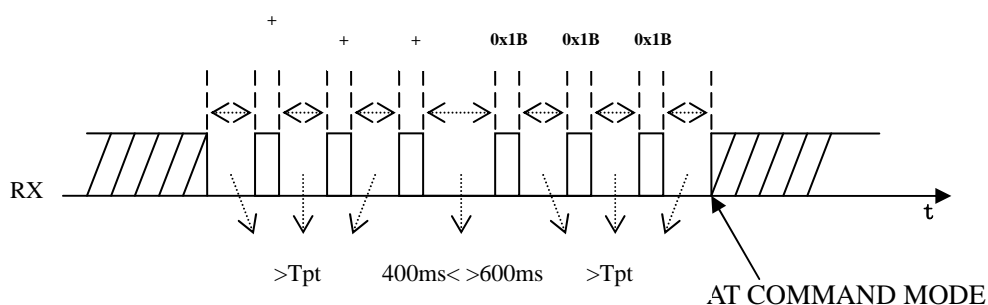 +
+ + 0x1B 0x1B 0x1B
RX
t
>Tpt 400ms< >600ms >Tpt
AT COMMAND MODE